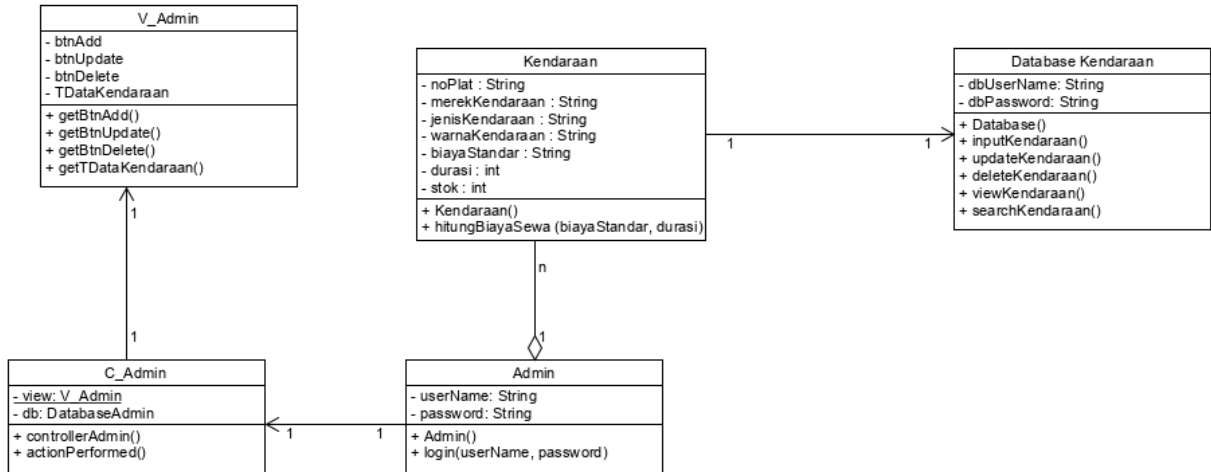 V_Admin
- btnAdd
- btnUpdate
- btnDelete
- TDataKendaraan
+ getBtnAdd()
+ getBtnUpdate()
+ getBtnDelete()
+ getTDataKendaraan()
Kendaraan
- noPlat : String
- merekKendaraan : String
- jenisKendaraan : String
- warnaKendaraan : String
- biayaStandar : String
- durasi : int
- stok : int
+ Kendaraan()
+ hitungBiayaSewa (biayaStandar, durasi)
Database Kendaraan
- dbUserName: String
- dbPassword: String
+ Database()
+ inputKendaraan()
+ updateKendaraan()
+ deleteKendaraan()
+ viewKendaraan()
+ searchKendaraan()
1
1
1
1
n
1
C_Admin
- view: V_Admin
- db: DatabaseAdmin
+ controllerAdmin()
+ actionPerformed()
1
1
Admin
- userName: String
- password: String
+ Admin()
+ login(userName, password)